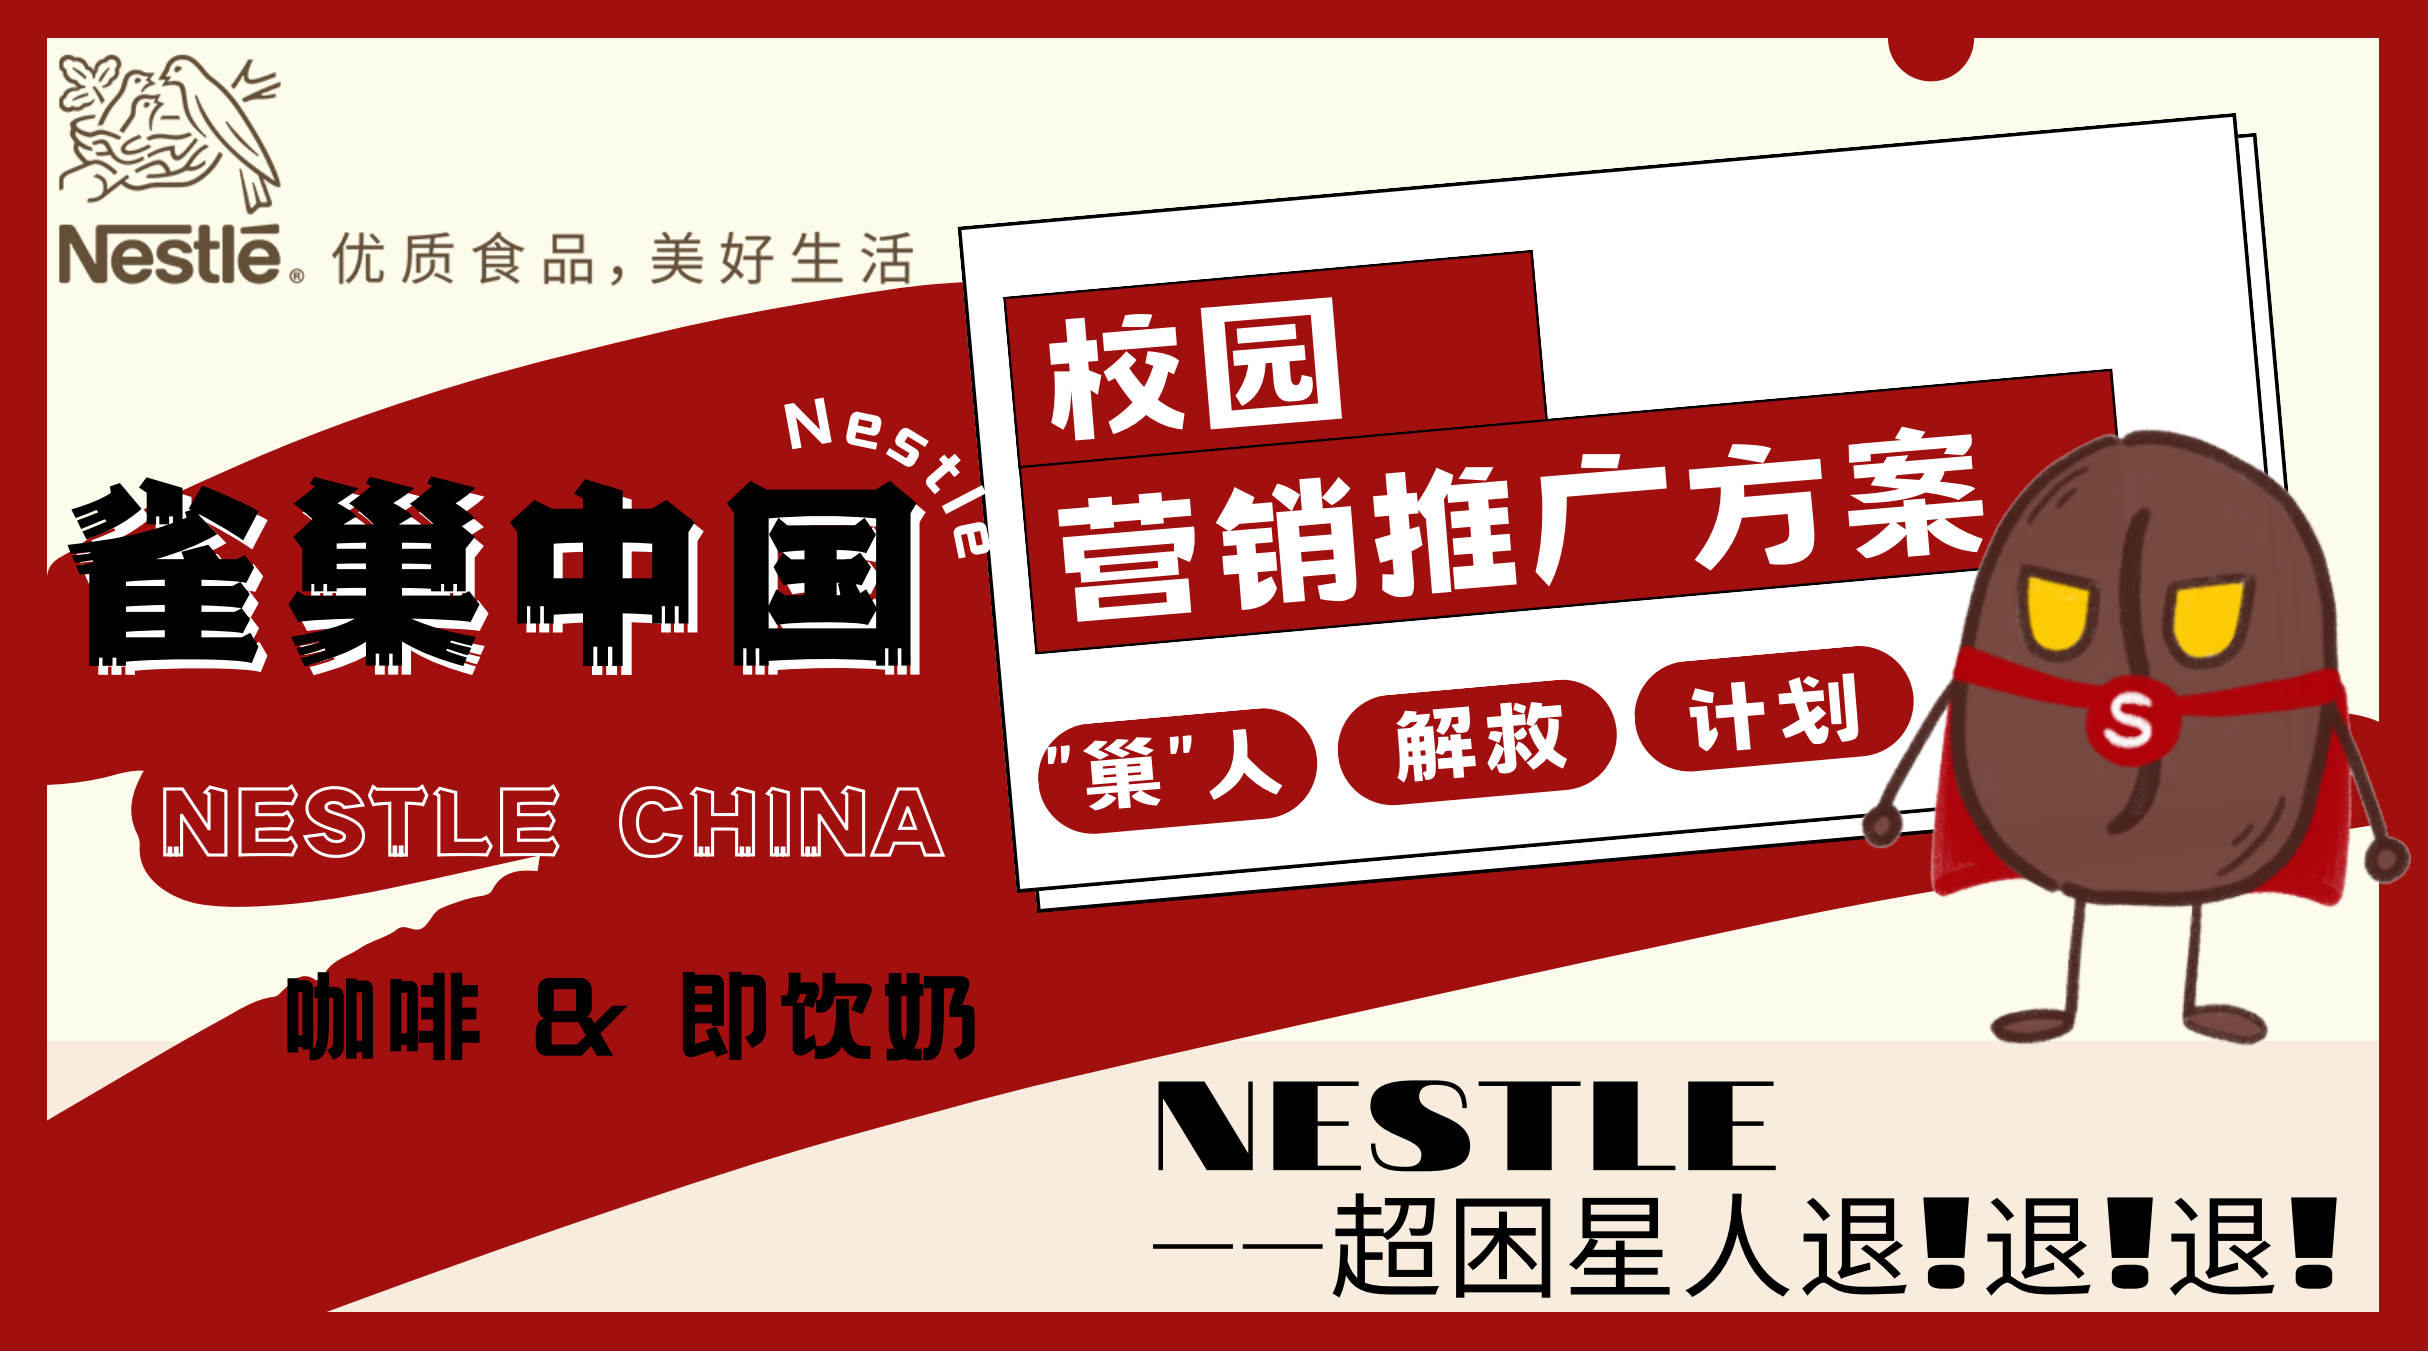 Nestlé® 优质食品，美好生活
校园
营销推广方案
"巢"人 解救 计划
Nestle
雀巢中国
NESTLE CHINA
咖啡 & 即饮奶
S
NESTLE
——超困星人退!退!退!